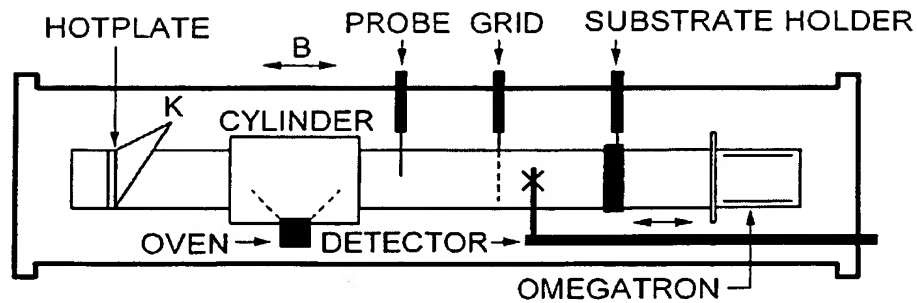 HOTPLATE
B
PROBE GRID
SUBSTRATE HOLDER
K
CYLINDER
OVEN
DETECTOR
OMEGATRON